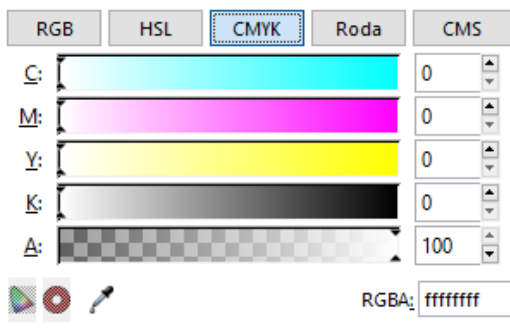 RGB HSL CMYK Roda CMS
C: 0
M: 0
Y: 0
K: 0
A: 100
RGBA: ffffffff